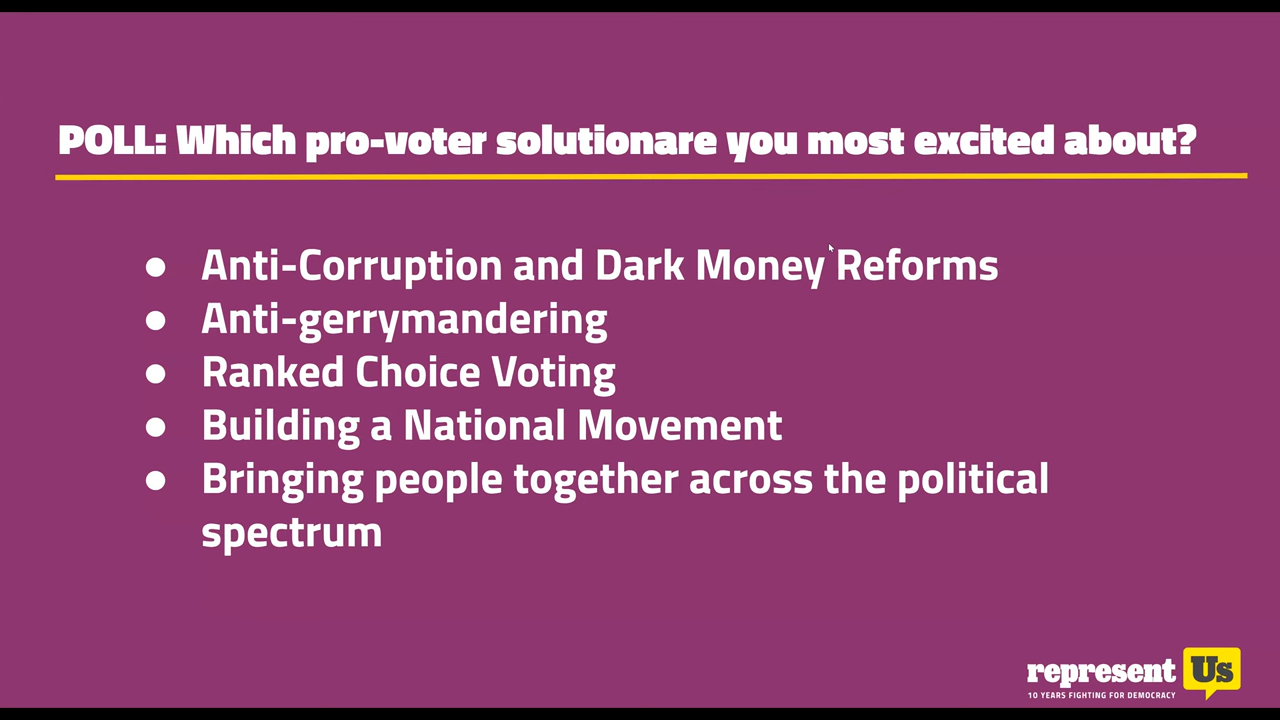 POLL: Which pro-voter solutionare you most excited about?
● Anti-Corruption and Dark Money Reforms
● Anti-gerrymandering
● Ranked Choice Voting
● Building a National Movement
● Bringing people together across the political
spectrum
represent Us
10 YEARS FIGHTING FOR DEMOCRACY